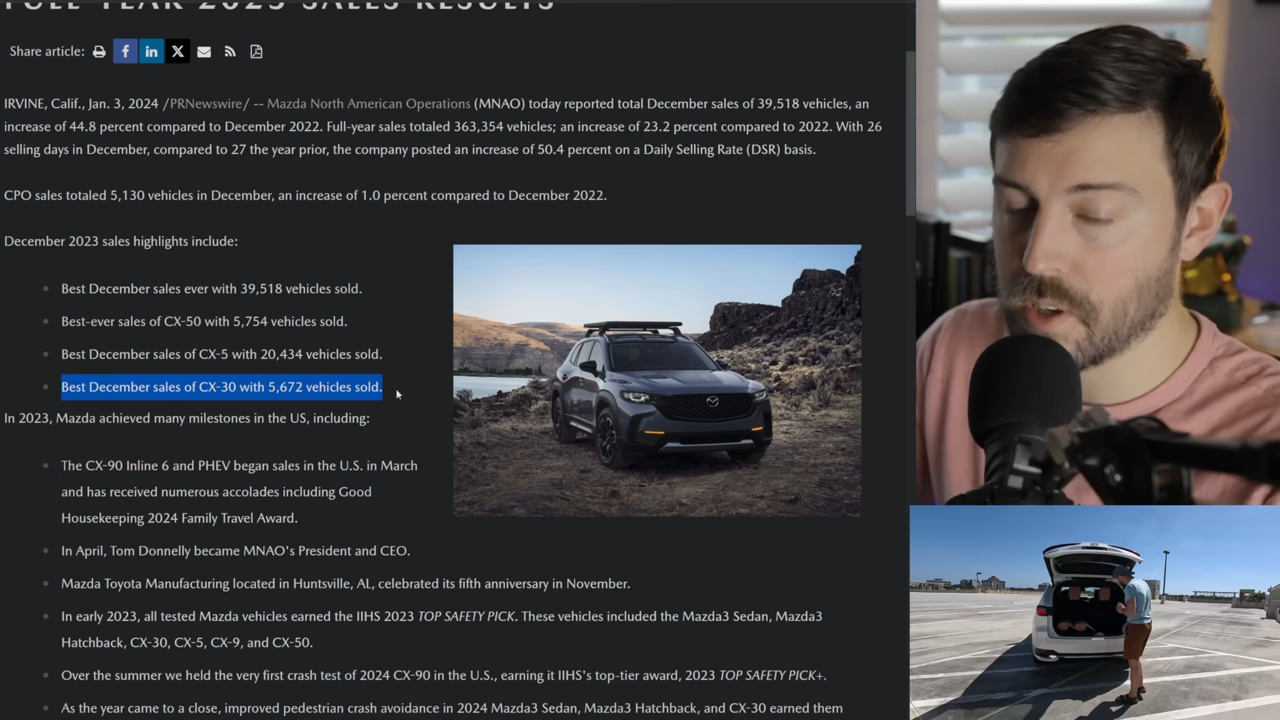 FULL-YEAR 2023 SALES RESULTS
Share article:
IRVINE, Calif., Jan. 3, 2024 /PRNewswire/ -- Mazda North American Operations (MNAO) today reported total December sales of 39,518 vehicles, an
increase of 44.8 percent compared to December 2022. Full-year sales totaled 363,354 vehicles; an increase of 23.2 percent compared to 2022. With 26
selling days in December, compared to 27 the year prior, the company posted an increase of 50.4 percent on a Daily Selling Rate (DSR) basis.
CPO sales totaled 5,130 vehicles in December, an increase of 1.0 percent compared to December 2022.
December 2023 sales highlights include:
Best December sales ever with 39,518 vehicles sold.
Best-ever sales of CX-50 with 5,754 vehicles sold.
Best December sales of CX-5 with 20,434 vehicles sold.
Best December sales of CX-30 with 5,672 vehicles sold.
In 2023, Mazda achieved many milestones in the US, including:
The CX-90 Inline 6 and PHEV began sales in the U.S. in March
and has received numerous accolades including Good
Housekeeping 2024 Family Travel Award.
In April, Tom Donnelly became MNAO's President and CEO.
Mazda Toyota Manufacturing located in Huntsville, AL, celebrated its fifth anniversary in November.
In early 2023, all tested Mazda vehicles earned the IIHS 2023 TOP SAFETY PICK. These vehicles included the Mazda3 Sedan, Mazda3
Hatchback, CX-30, CX-5, CX-9, and CX-50.
Over the summer we held the very first crash test of 2024 CX-90 in the U.S., earning it IIHS's top-tier award, 2023 TOP SAFETY PICK+.
As the year came to a close, improved pedestrian crash avoidance in 2024 Mazda3 Sedan, Mazda3 Hatchback, and CX-30 earned them